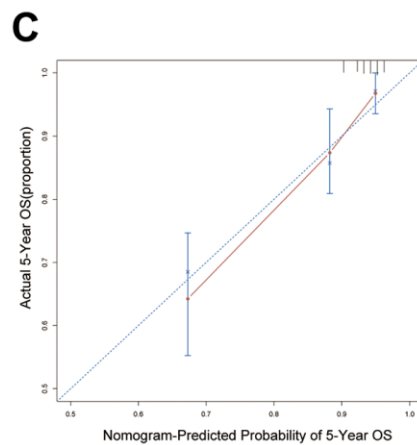 C
Actual 5-Year OS(proportion)
1.0
0.9
0.8
0.7
0.6
0.5
0.5 0.6 0.7 0.8 0.9 1.0
Nomogram-Predicted Probability of 5-Year OS